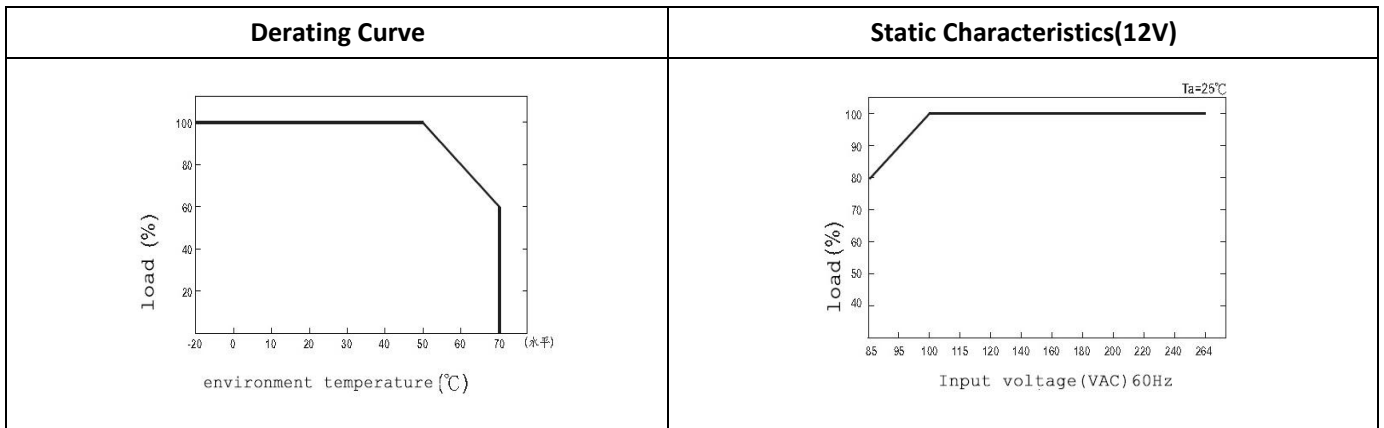 Derating Curve
Static Characteristics(12V)
100
80
60
40
20
load (%)
-20 0 10 20 30 40 50 60 70 (水平)
environment temperature(℃)
Ta=25℃
100
90
80
70
60
50
40
load(%)
85 95 100 115 120 140 160 180 200 220 240 264
Input voltage(VAC)60Hz